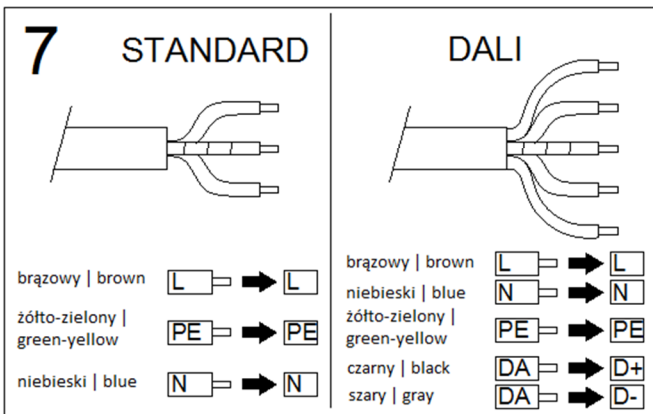 7 STANDARD
brązowy | brown L L
żółto-zielony |
green-yellow PE PE
niebieski | blue N N
DALI
brązowy | brown L L
niebieski | blue N N
żółto-zielony |
green-yellow PE PE
czarny | black DA D+
szary | gray DA D-